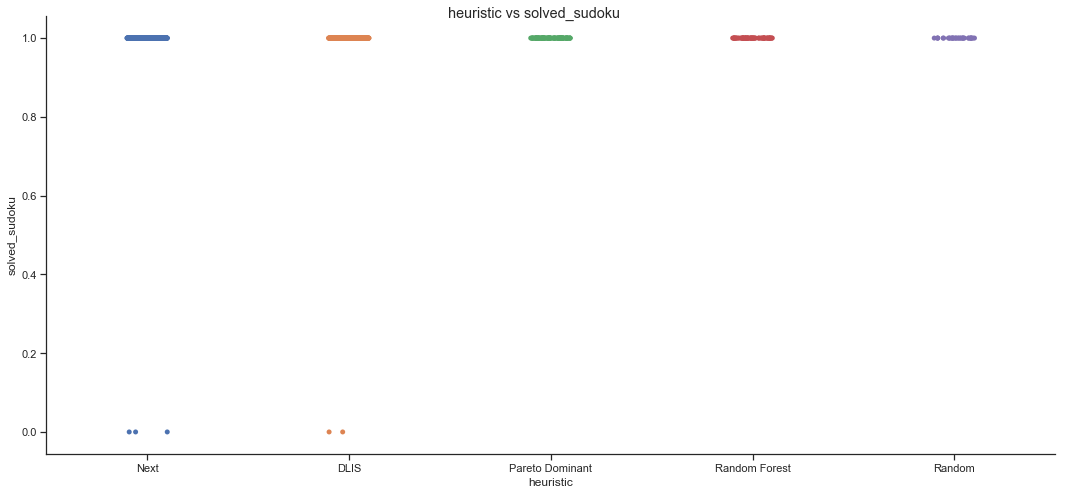 heuristic vs solved_sudoku
1.0
0.8
0.6
0.4
0.2
0.0
solved_sudoku
Next DLIS Pareto Dominant Random Forest Random
heuristic